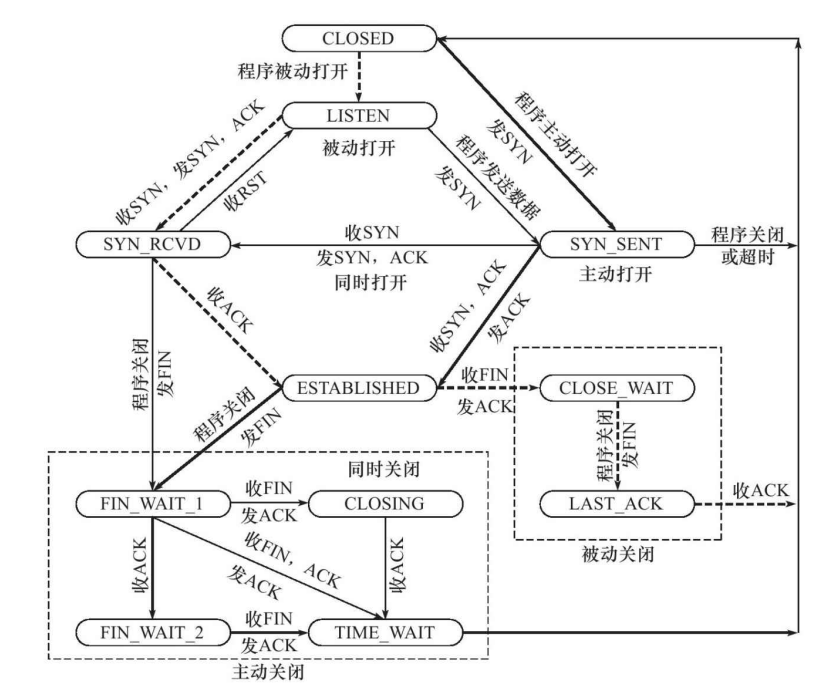 CLOSED
程序被动打开
LISTEN
被动打开
收SYN，发SYN，ACK
收RST
程序发送数据
发SYN
程序主动打开
发SYN
SYN_RCVD
收SYN
发SYN，ACK
同时打开
SYN_SENT
主动打开
程序关闭
或超时
收ACK
收SYN，ACK
发ACK
程序关闭
发FIN
ESTABLISHED
收FIN
发ACK
CLOSE_WAIT
程序关闭
发FIN
程序关闭
发FIN
LAST_ACK
收ACK
被动关闭
同时关闭
FIN_WAIT_1
收FIN
发ACK
CLOSING
收ACK
收FIN，ACK
发ACK
收ACK
FIN_WAIT_2
收FIN
发ACK
TIME_WAIT
主动关闭